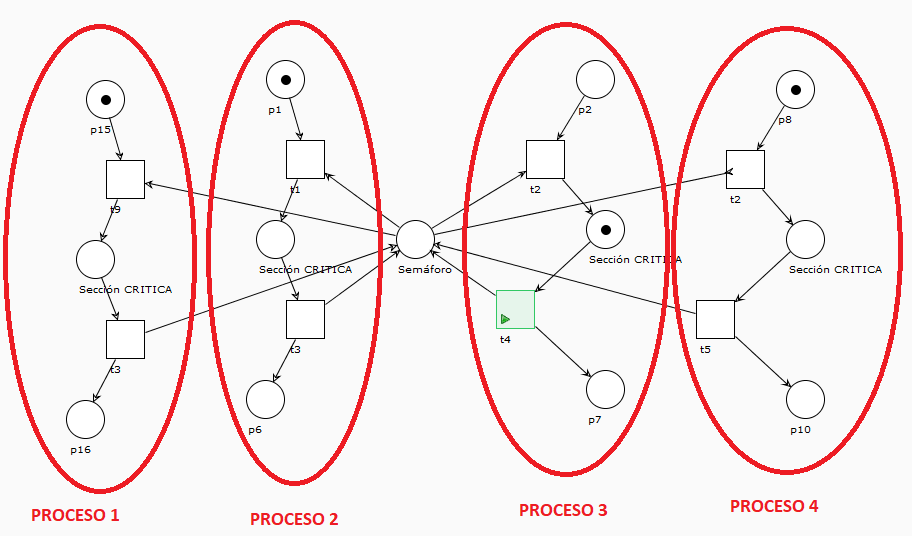 p15
t9
Sección CRITICA
t3
p16
PROCESO 1
p1
t1
Sección CRITICA
t3
p6
PROCESO 2
Semáforo
p2
t2
Sección CRITICA
t4
p7
PROCESO 3
p8
t2
Sección CRITICA
t5
p10
PROCESO 4